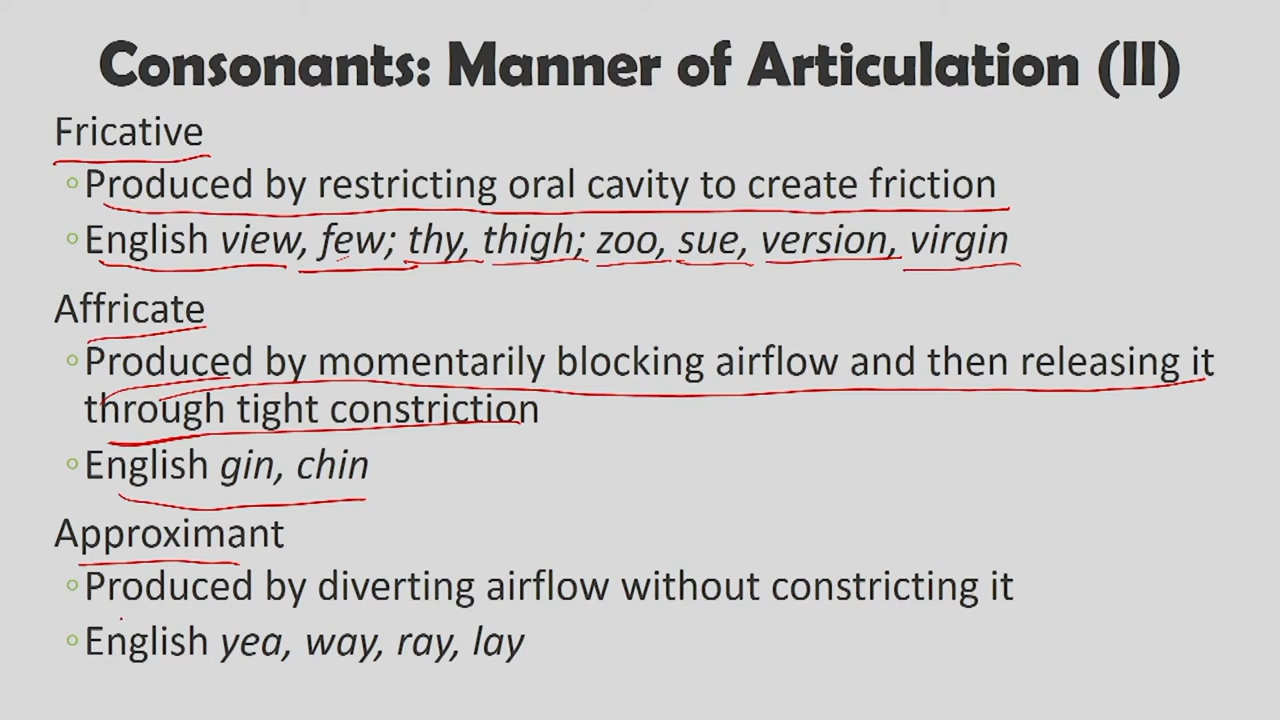 Consonants: Manner of Articulation (II)
Fricative
◦Produced by restricting oral cavity to create friction
◦English view, few; thy, thigh; zoo, sue, version, virgin
Affricate
◦Produced by momentarily blocking airflow and then releasing it
through tight constriction
◦English gin, chin
Approximant
◦Produced by diverting airflow without constricting it
◦English yea, way, ray, lay